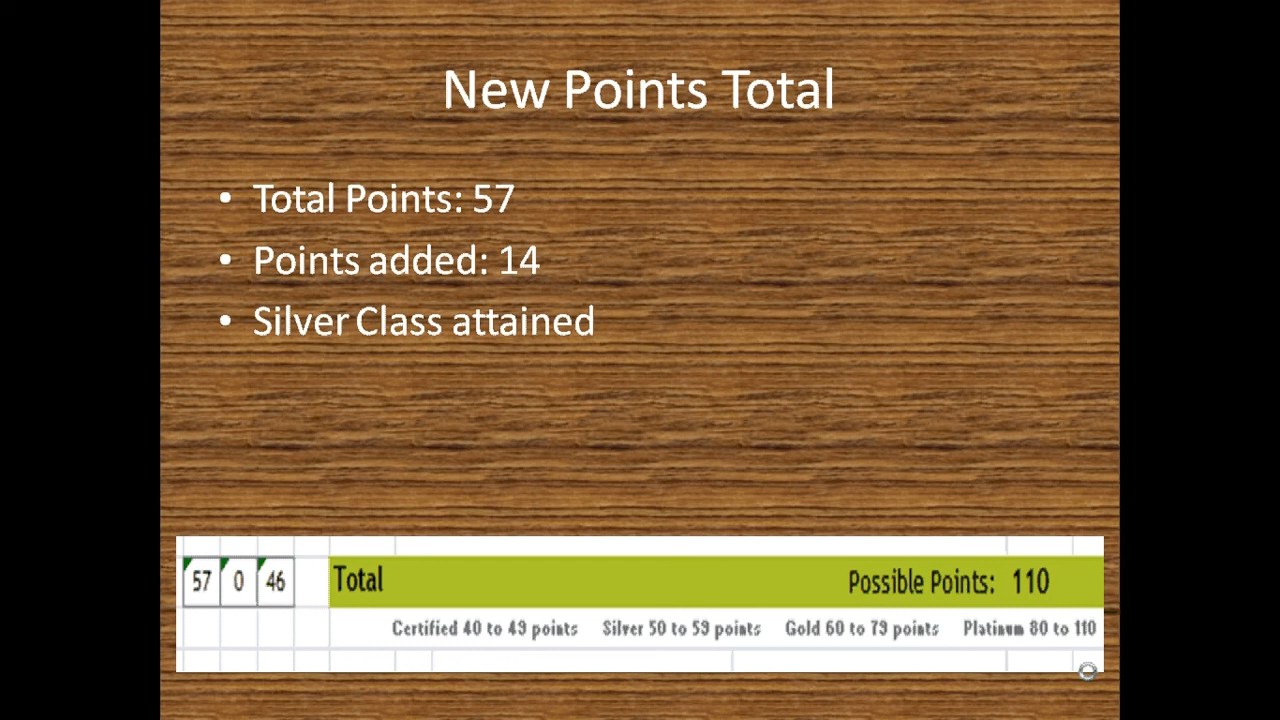 New Points Total
• Total Points: 57
• Points added: 14
• Silver Class attained
57 0 46 Total Possible Points: 110
Certified 40 to 49 points Silver 50 to 59 points Gold 60 to 79 points Platinum 80 to 110